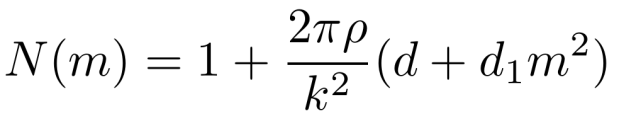 N(m) = 1 + \frac{2\pi\rho}{k^2}(d + d_1 m^2)